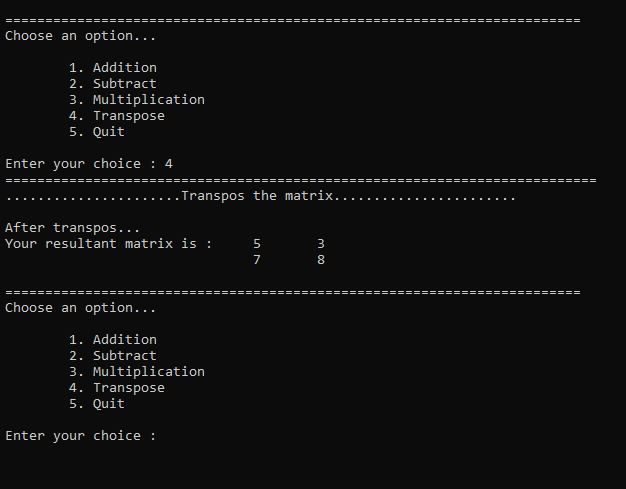 ========================================================================
Choose an option...
1. Addition
2. Subtract
3. Multiplication
4. Transpose
5. Quit
Enter your choice : 4
==========================================================================
......................Transpos the matrix.......................
After transpos...
Your resultant matrix is :     5       3
7       8
========================================================================
Choose an option...
1. Addition
2. Subtract
3. Multiplication
4. Transpose
5. Quit
Enter your choice :